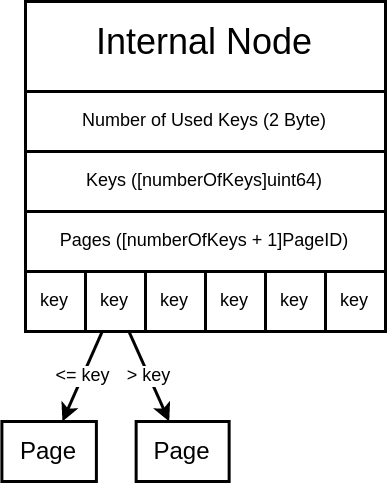 Internal Node
Number of Used Keys (2 Byte)
Keys ([numberOfKeys]uint64)
Pages ([numberOfKeys + 1]PageID)
key key key key key key
<= key > key
Page Page